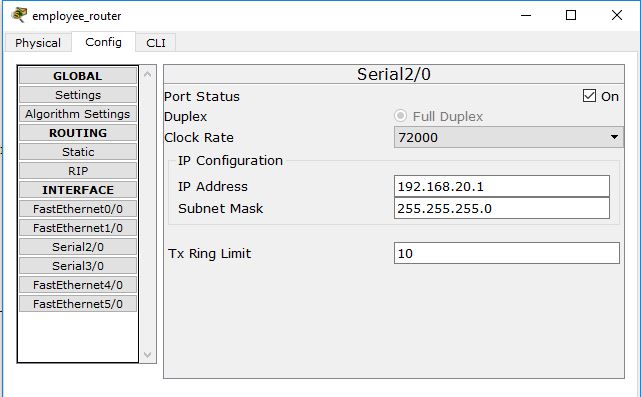 employee_router
Physical Config CLI
GLOBAL
Settings
Algorithm Settings
ROUTING
Static
RIP
INTERFACE
FastEthernet0/0
FastEthernet1/0
Serial2/0
Serial3/0
FastEthernet4/0
FastEthernet5/0
Serial2/0
Port Status On
Duplex Full Duplex
Clock Rate 72000
IP Configuration
IP Address 192.168.20.1
Subnet Mask 255.255.255.0
Tx Ring Limit 10